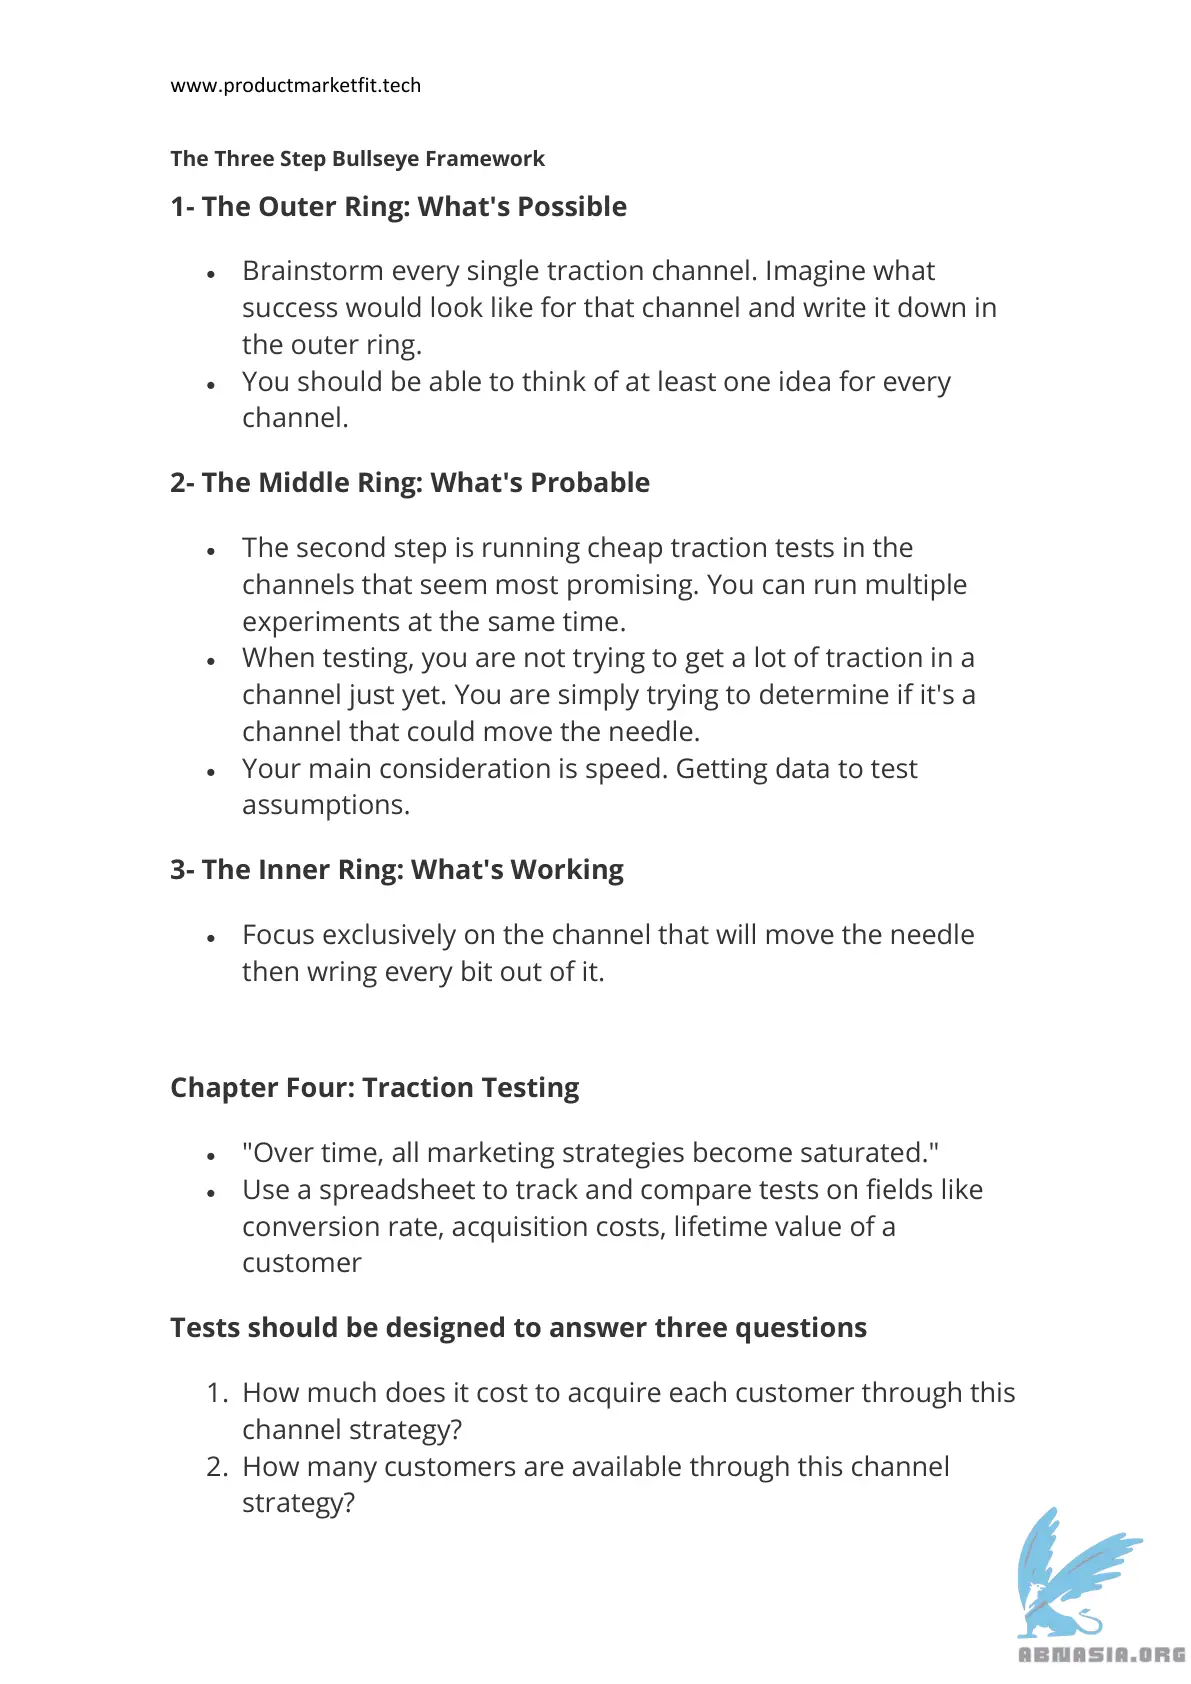 www.productmarketfit.tech
The Three Step Bullseye Framework
1- The Outer Ring: What's Possible
• Brainstorm every single traction channel. Imagine what
success would look like for that channel and write it down in
the outer ring.
• You should be able to think of at least one idea for every
channel.
2- The Middle Ring: What's Probable
• The second step is running cheap traction tests in the
channels that seem most promising. You can run multiple
experiments at the same time.
• When testing, you are not trying to get a lot of traction in a
channel just yet. You are simply trying to determine if it's a
channel that could move the needle.
• Your main consideration is speed. Getting data to test
assumptions.
3- The Inner Ring: What's Working
• Focus exclusively on the channel that will move the needle
then wring every bit out of it.
Chapter Four: Traction Testing
• "Over time, all marketing strategies become saturated."
• Use a spreadsheet to track and compare tests on fields like
conversion rate, acquisition costs, lifetime value of a
customer
Tests should be designed to answer three questions
1. How much does it cost to acquire each customer through this
channel strategy?
2. How many customers are available through this channel
strategy?
ABNASIA.ORG